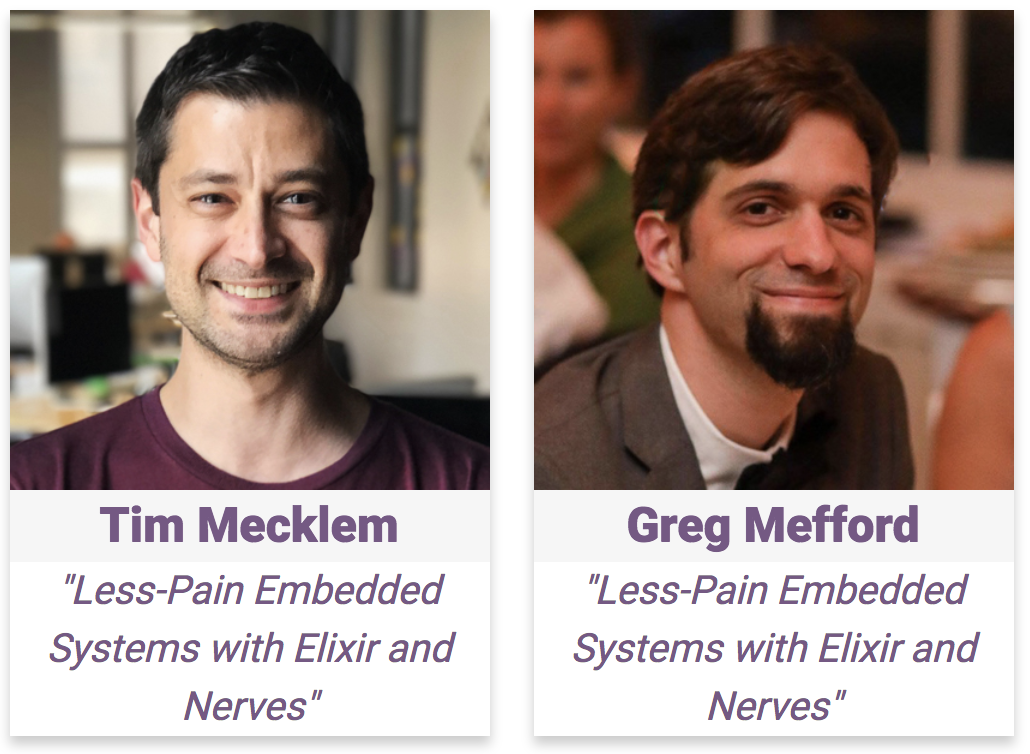 Tim Mecklem
"Less-Pain Embedded
Systems with Elixir and
Nerves"
Greg Mefford
"Less-Pain Embedded
Systems with Elixir and
Nerves"